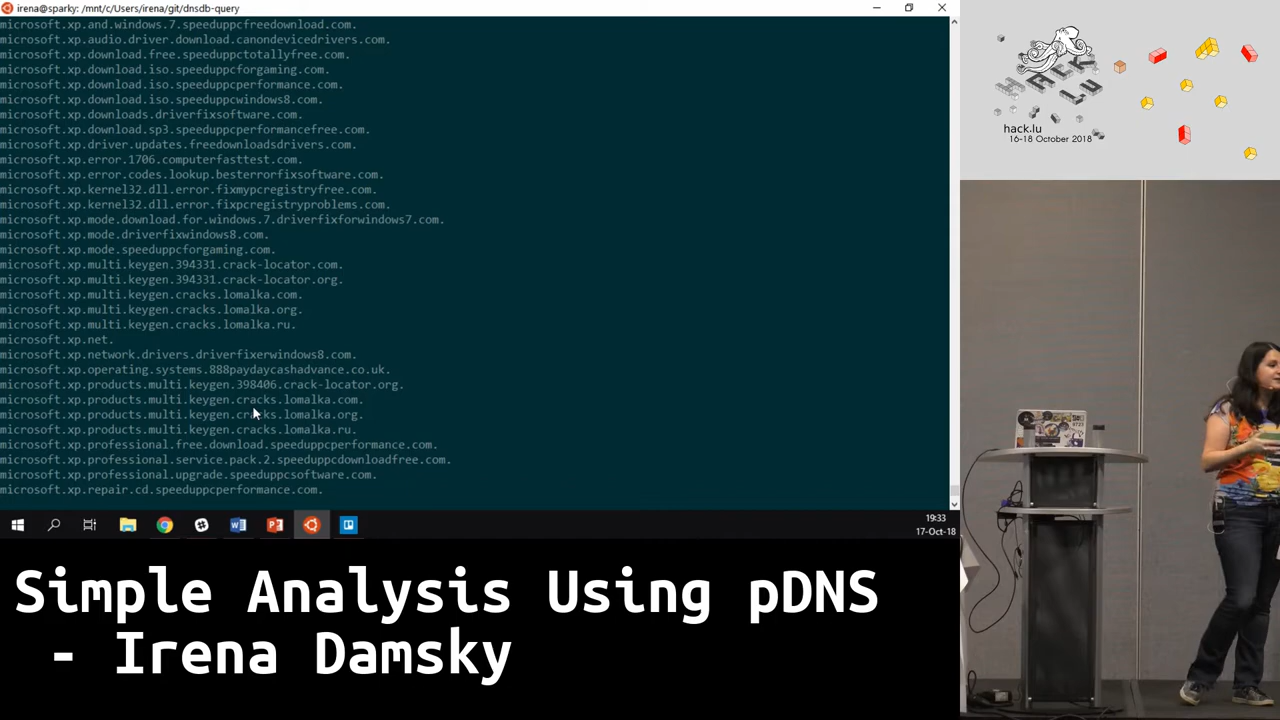 irena@sparky: /mnt/c/Users/irena/git/dnsdb-query
microsoft.xp.and.windows.7.speeduppcfreedownload.com.
microsoft.xp.audio.driver.download.canondevicedrivers.com.
microsoft.xp.download.free.speeduppctotallyfree.com.
microsoft.xp.download.iso.speeduppcforgaming.com.
microsoft.xp.download.iso.speeduppcperformance.com.
microsoft.xp.download.iso.speeduppcwindows8.com.
microsoft.xp.downloads.driverfixsoftware.com.
microsoft.xp.download.sp3.speeduppcperformancefree.com.
microsoft.xp.driver.updates.freedownloadsdrivers.com.
microsoft.xp.error.1706.computerfasttest.com.
microsoft.xp.error.codes.lookup.besterrorfixsoftware.com.
microsoft.xp.kernel32.dll.error.fixmypcregistryfree.com.
microsoft.xp.kernel32.dll.error.fixpcregistryproblems.com.
microsoft.xp.mode.download.for.windows.7.driverfixforwindows7.com.
microsoft.xp.mode.driverfixwindows8.com.
microsoft.xp.mode.speeduppcforgaming.com.
microsoft.xp.multi.keygen.394331.crack-locator.com.
microsoft.xp.multi.keygen.394331.crack-locator.org.
microsoft.xp.multi.keygen.cracks.lomalka.com.
microsoft.xp.multi.keygen.cracks.lomalka.org.
microsoft.xp.multi.keygen.cracks.lomalka.ru.
microsoft.xp.net.
microsoft.xp.network.drivers.driverfixerwindows8.com.
microsoft.xp.operating.systems.888paydaycashadvance.co.uk.
microsoft.xp.products.multi.keygen.398406.crack-locator.org.
microsoft.xp.products.multi.keygen.cracks.lomalka.com.
microsoft.xp.products.multi.keygen.cracks.lomalka.org.
microsoft.xp.products.multi.keygen.cracks.lomalka.ru.
microsoft.xp.professional.free.download.speeduppcperformance.com.
microsoft.xp.professional.service.pack.2.speeduppcdownloadfree.com.
microsoft.xp.professional.upgrade.speeduppcsoftware.com.
microsoft.xp.repair.cd.speeduppcperformance.com.
19:33
17-Oct-18
HACK
LU
hack.lu
16-18 October 2018
Simple Analysis Using pDNS
- Irena Damsky